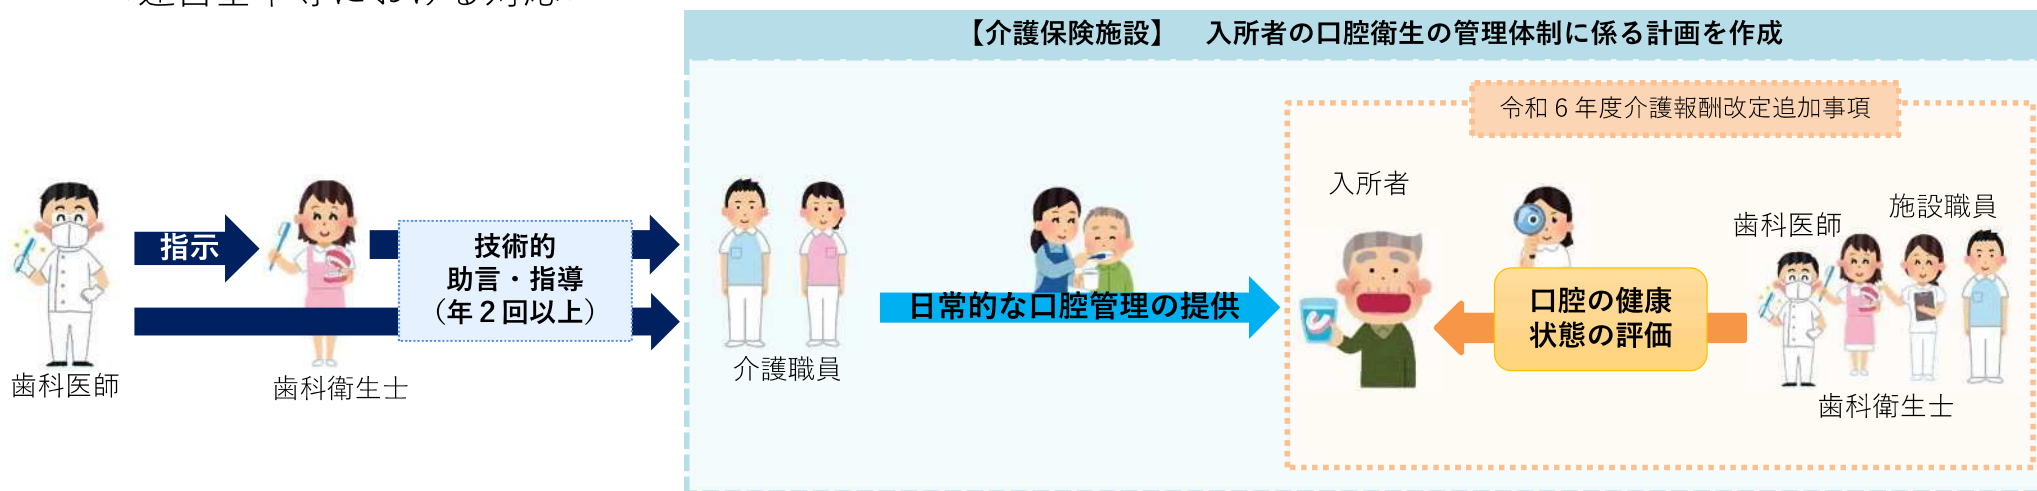 【介護保険施設】　入所者の口腔衛生の管理体制に係る計画を作成
令和６年度介護報酬改定追加事項
指示
技術的
助言・指導
（年２回以上）
歯科医師
歯科衛生士
介護職員
日常的な口腔管理の提供
入所者
口腔の健康
状態の評価
歯科医師
施設職員
歯科衛生士